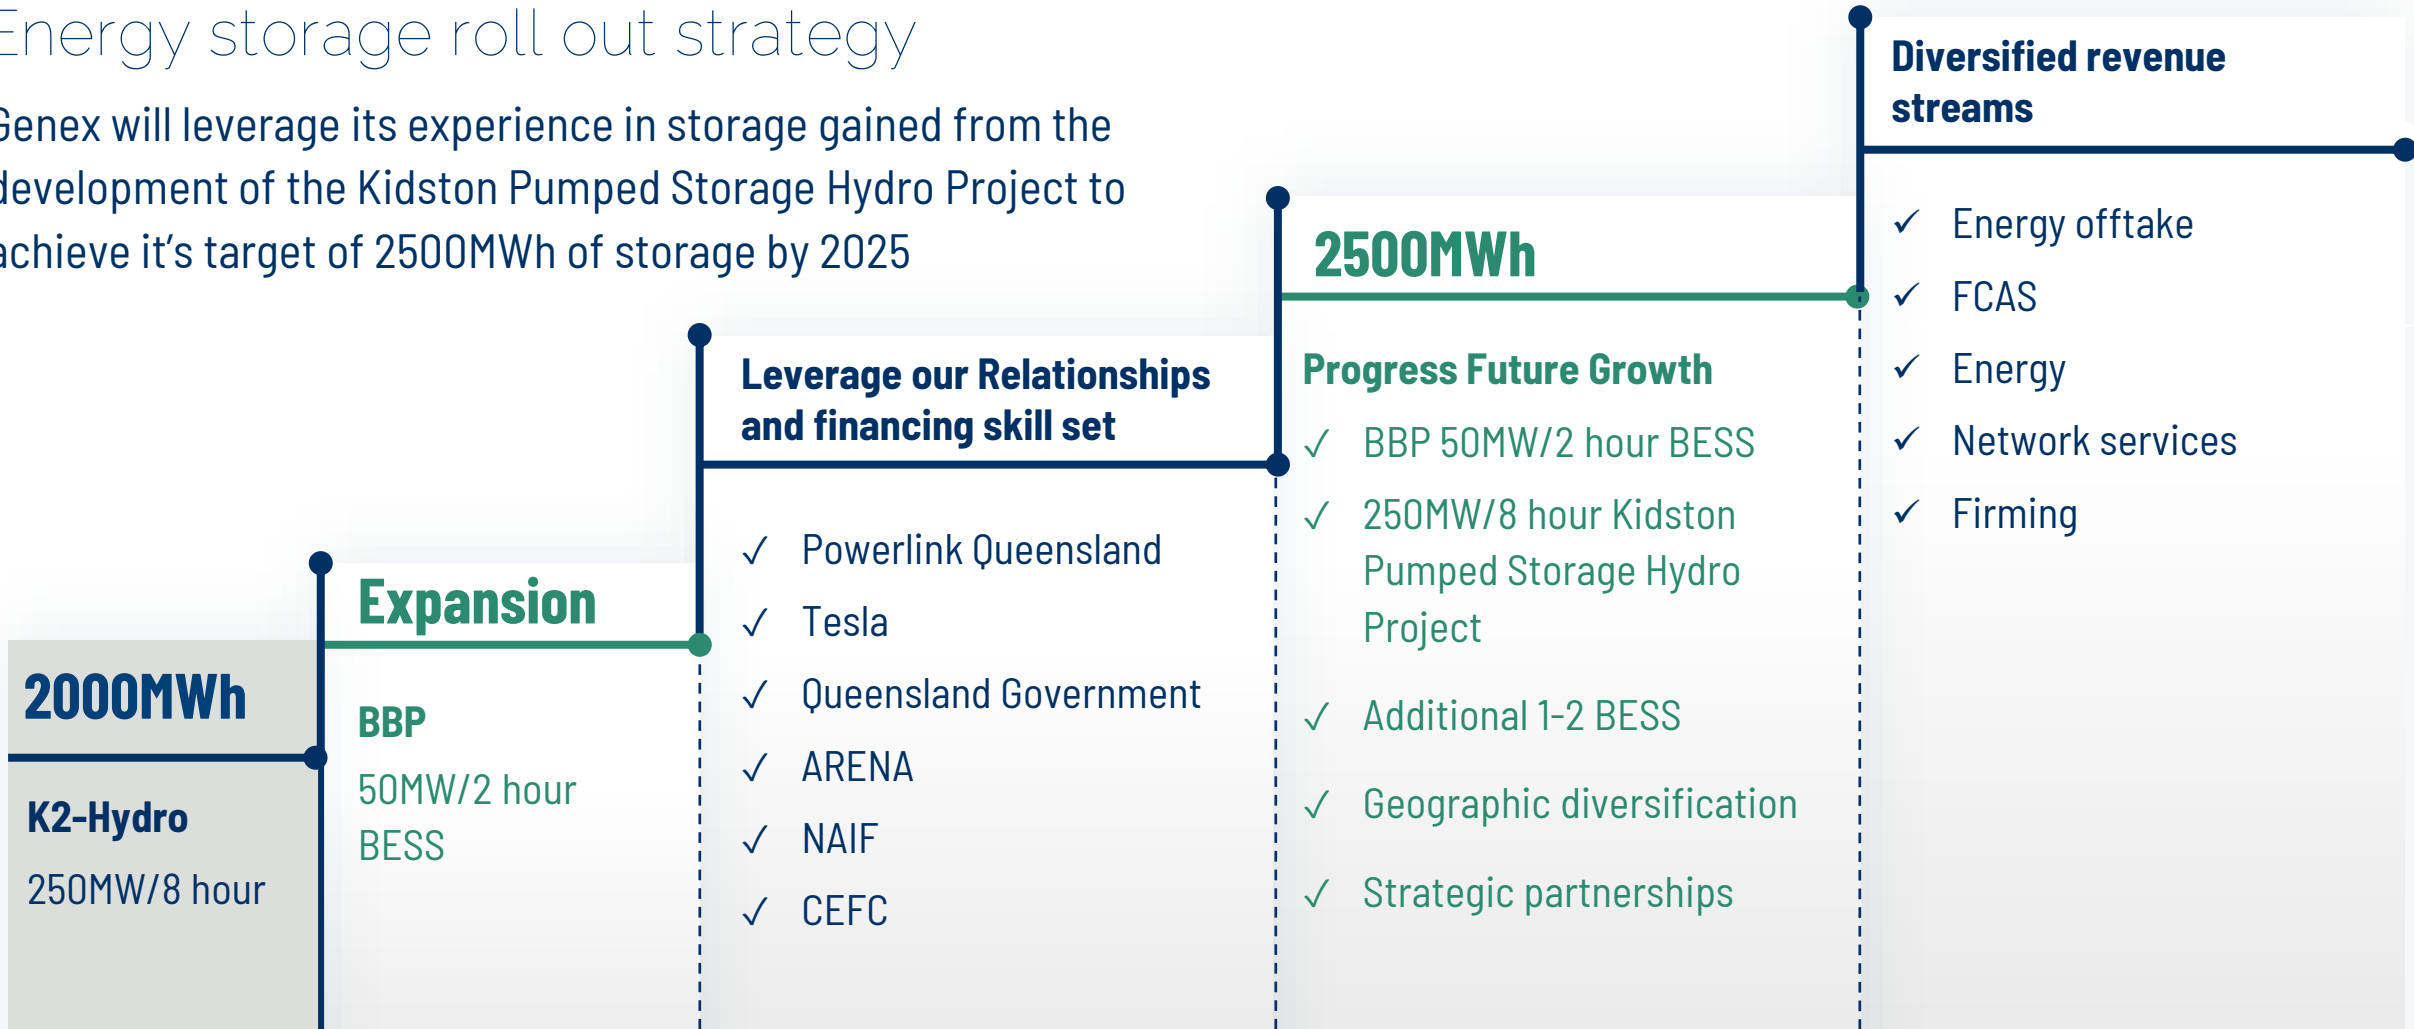 Energy storage roll out strategy
Genex will leverage its experience in storage gained from the
development of the Kidston Pumped Storage Hydro Project to
achieve it's target of 2500MWh of storage by 2025
2000MWh
K2-Hydro
250MW/8 hour
Expansion
BBP
50MW/2 hour
BESS
Leverage our Relationships
and financing skill set
✓ Powerlink Queensland
✓ Tesla
✓ Queensland Government
✓ ARENA
✓ NAIF
✓ CEFC
2500MWh
Progress Future Growth
✓ BBP 50MW/2 hour BESS
✓ 250MW/8 hour Kidston
Pumped Storage Hydro
Project
✓ Additional 1-2 BESS
✓ Geographic diversification
✓ Strategic partnerships
Diversified revenue
streams
✓ Energy offtake
✓ FCAS
✓ Energy
✓ Network services
✓ Firming